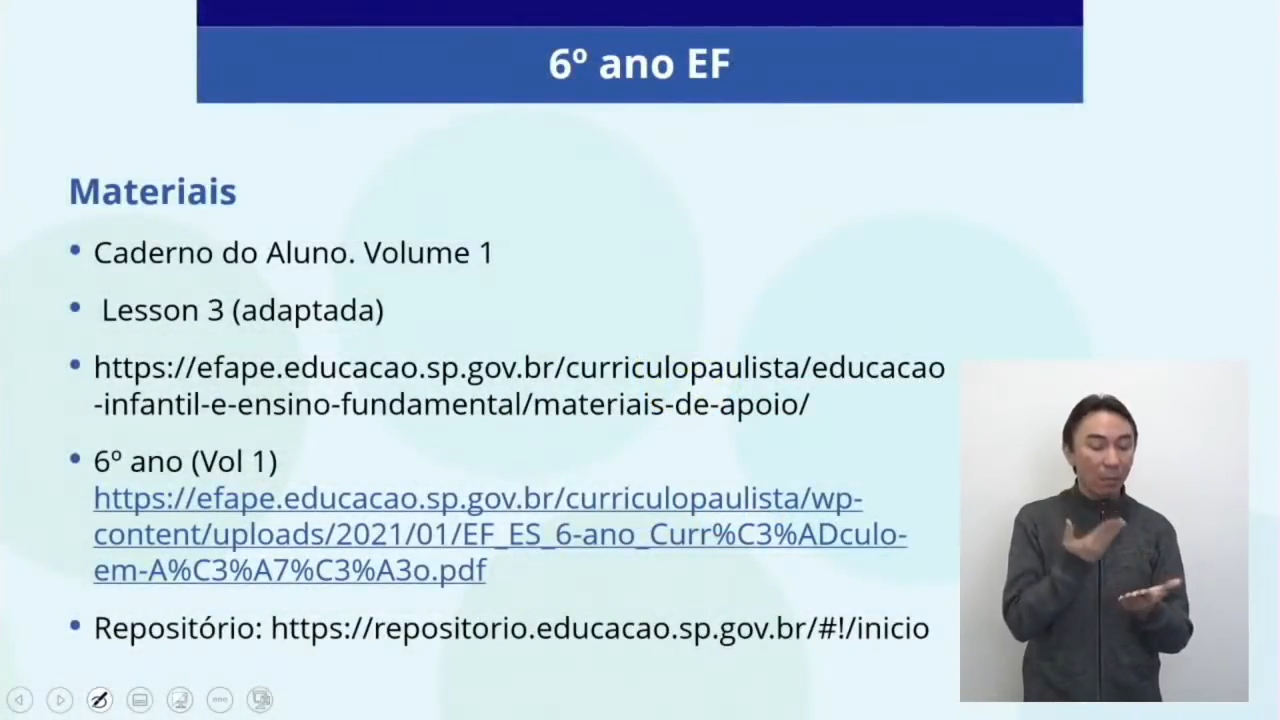 6º ano EF
Materiais
• Caderno do Aluno. Volume 1
• Lesson 3 (adaptada)
• https://efape.educacao.sp.gov.br/curriculopaulista/educacao
-infantil-e-ensino-fundamental/materiais-de-apoio/
• 6º ano (Vol 1)
https://efape.educacao.sp.gov.br/curriculopaulista/wp-
content/uploads/2021/01/EF_ES_6-ano_Curr%C3%ADculo-
em-A%C3%A7%C3%A3o.pdf
• Repositório: https://repositorio.educacao.sp.gov.br/#!/inicio